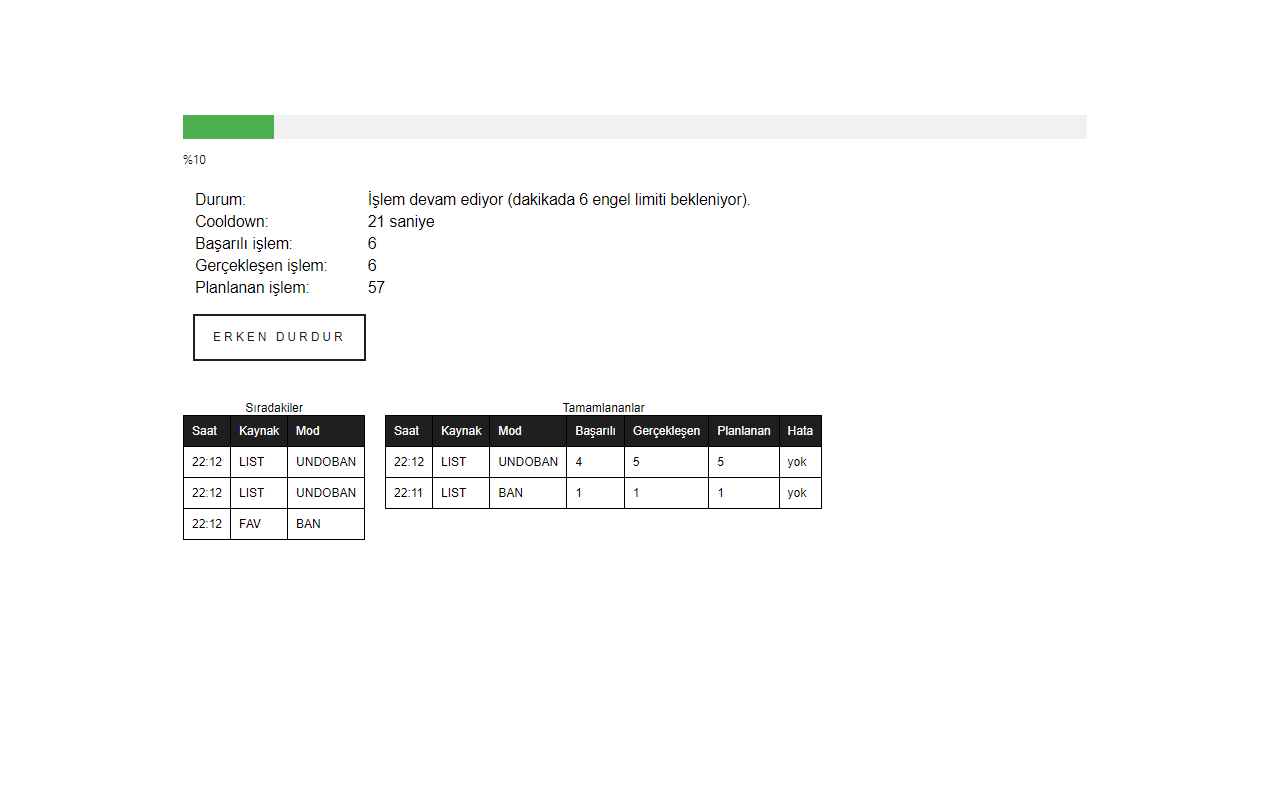 %10
Durum: İşlem devam ediyor (dakikada 6 engel limiti bekleniyor).
Cooldown: 21 saniye
Başarılı işlem: 6
Gerçekleşen işlem: 6
Planlanan işlem: 57
ERKEN DURDUR
Sıradakiler
Saat Kaynak Mod
22:12 LIST UNDOBAN
22:12 LIST UNDOBAN
22:12 FAV BAN
Tamamlananlar
Saat Kaynak Mod Başarılı Gerçekleşen Planlanan Hata
22:12 LIST UNDOBAN 4 5 5 yok
22:11 LIST BAN 1 1 1 yok